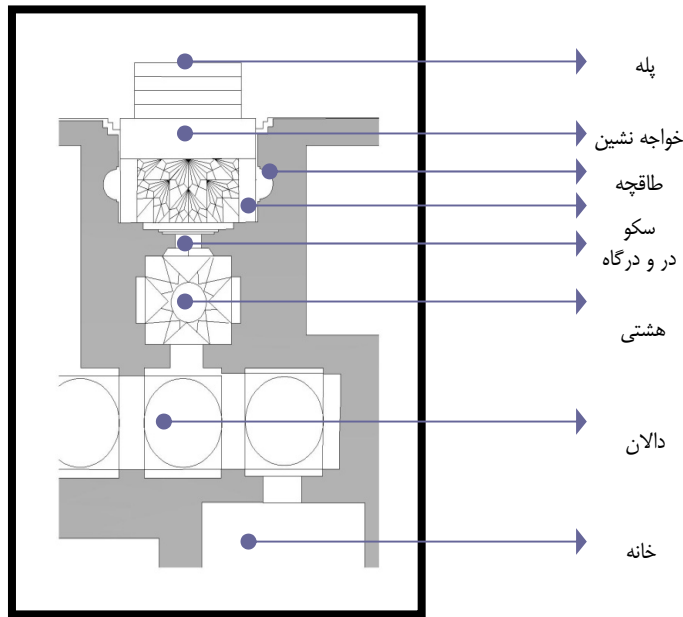 پله
خواجه نشین
طاقچه
سکو
در و درگاه
هشتی
دالان
خانه